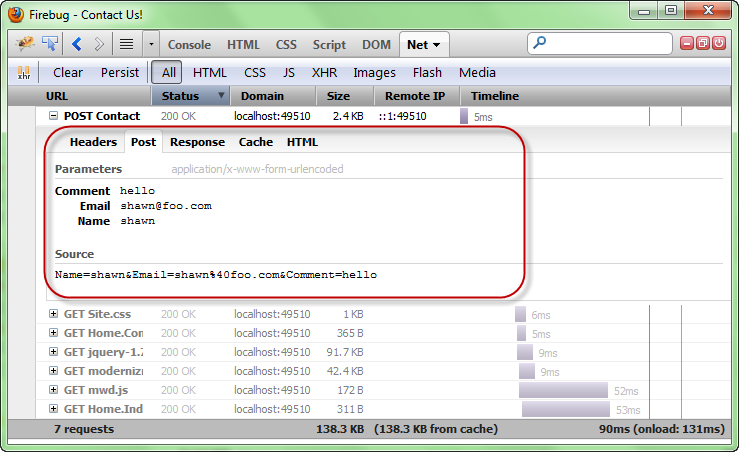 Firebug - Contact Us!
Console HTML CSS Script DOM Net
xhr Clear Persist All HTML CSS JS XHR Images Flash Media
URL Status Domain Size Remote IP Timeline
POST Contact 200 OK localhost:49510 2.4 KB ::1:49510 5ms
Headers Post Response Cache HTML
Parameters application/x-www-form-urlencoded
Comment hello
Email shawn@foo.com
Name shawn
Source
Name=shawn&Email=shawn%40foo.com&Comment=hello
GET Site.css 200 OK localhost:49510 1 KB 6ms
GET Home.Con 200 OK localhost:49510 365 B 5ms
GET jquery-1.7 200 OK localhost:49510 91.7 KB 9ms
GET modernizr 200 OK localhost:49510 42.4 KB 9ms
GET mwd.js 200 OK localhost:49510 172 B 52ms
GET Home.Ind 200 OK localhost:49510 311 B 53ms
7 requests 138.3 KB (138.3 KB from cache) 90ms (onload: 131ms)